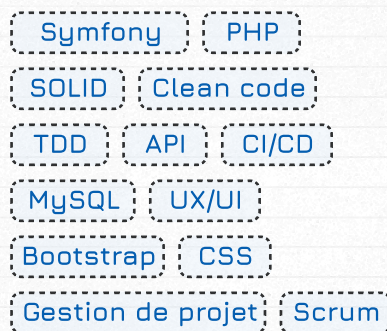 Symfony PHP
SOLID Clean code
TDD API CI/CD
MySQL UX/UI
Bootstrap CSS
Gestion de projet Scrum